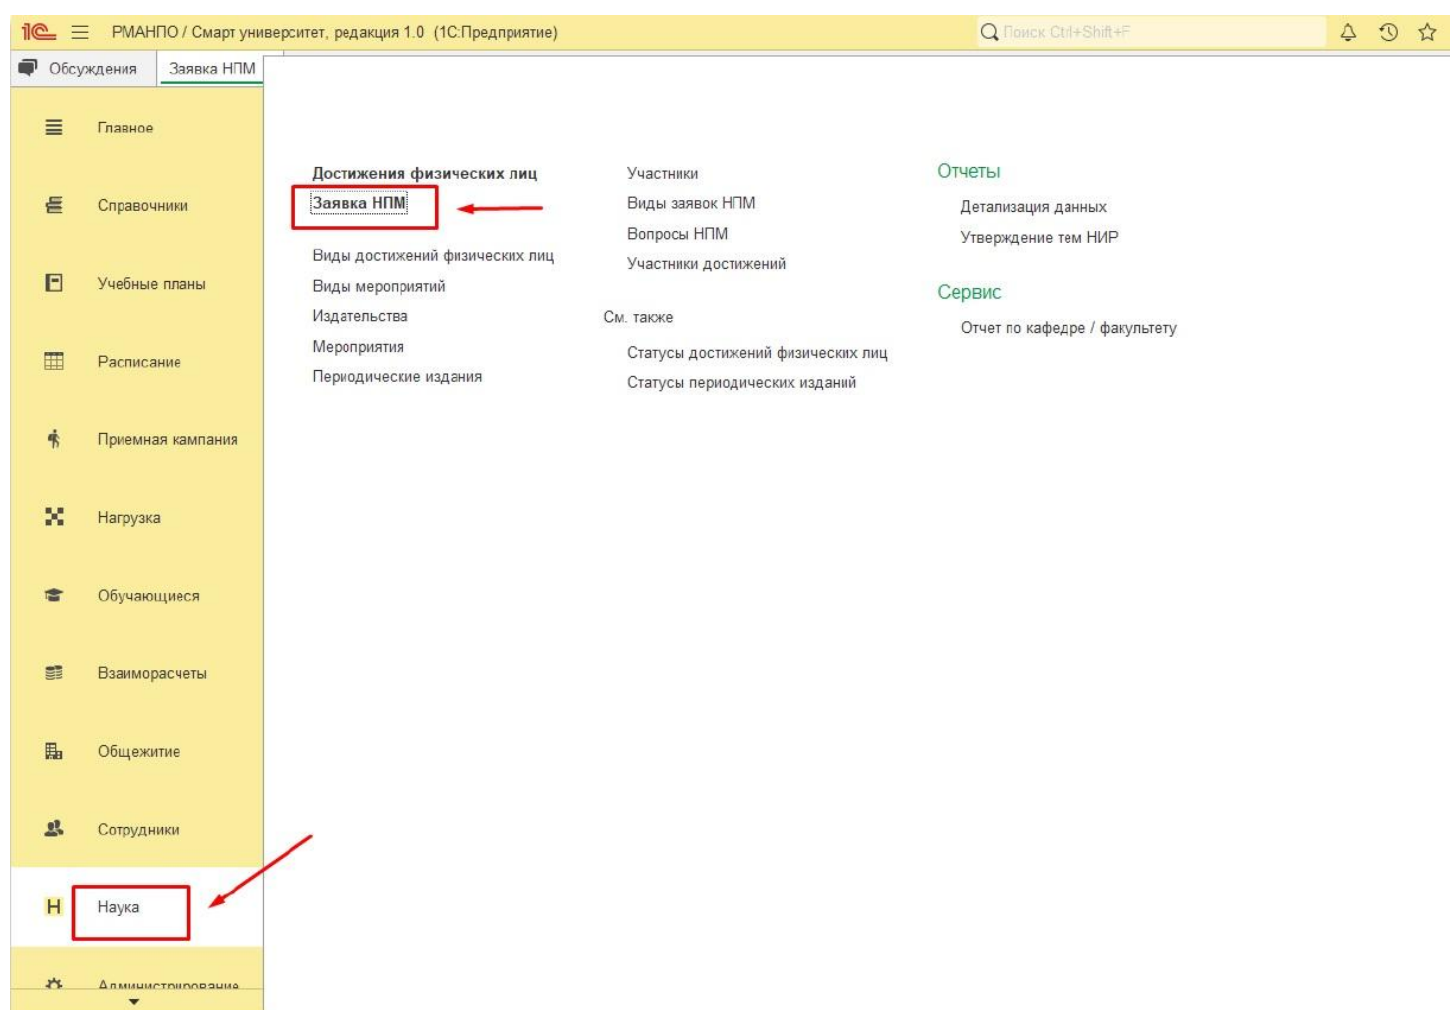 1С РМАНПО / Смарт университет, редакция 1.0 (1С:Предприятие)
Поиск Ctrl+Shift+F
Обсуждения
Заявка НПМ
Главное
Справочники
Учебные планы
Расписание
Приемная кампания
Нагрузка
Обучающиеся
Взаиморасчеты
Общежитие
Сотрудники
Н Наука
Администрирование
Достижения физических лиц
Заявка НПМ
Виды достижений физических лиц
Виды мероприятий
Издательства
Мероприятия
Периодические издания
Участники
Виды заявок НПМ
Вопросы НПМ
Участники достижений
См. также
Статусы достижений физических лиц
Статусы периодических изданий
Отчеты
Детализация данных
Утверждение тем НИР
Сервис
Отчет по кафедре / факультету